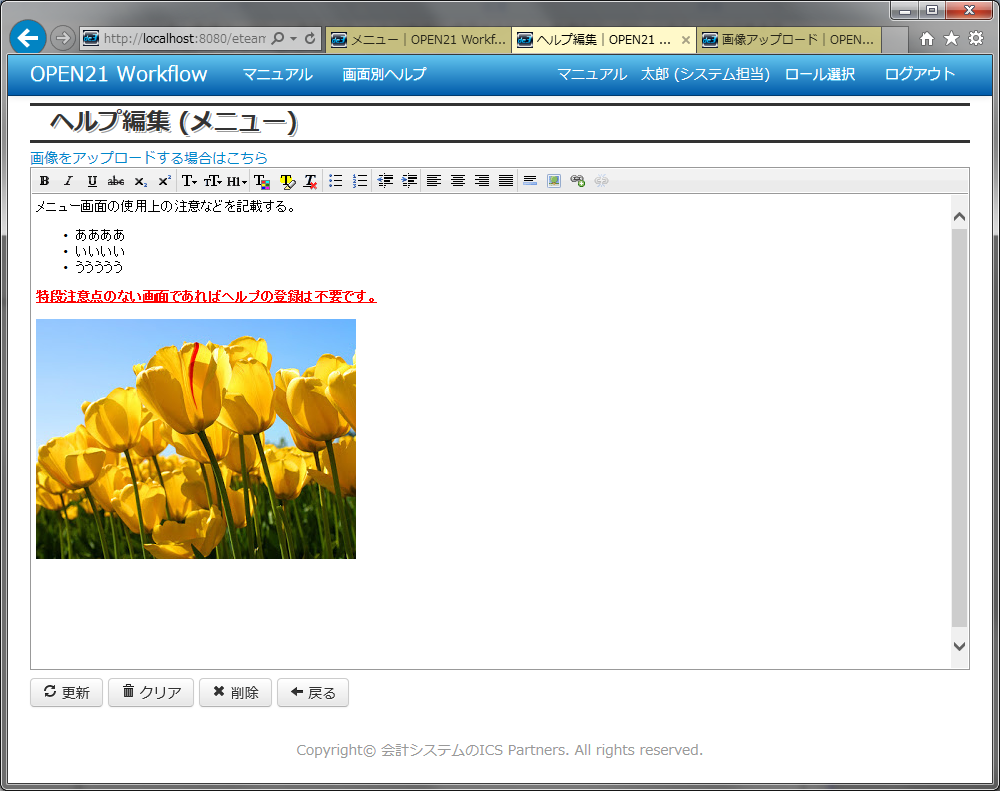 http://localhost:8080/eteam
メニュー | OPEN21 Workf...
ヘルプ編集 | OPEN21 ...
画像アップロード | OPEN...
OPEN21 Workflow マニュアル 画面別ヘルプ マニュアル 太郎 (システム担当) ロール選択 ログアウト
ヘルプ編集 (メニュー)
画像をアップロードする場合はこちら
B I U abc x₂ x² T tT H1 T T T
メニュー画面の使用上の注意などを記載する。
・ああああ
・いいいい
・ううううう
特段注意点のない画面であればヘルプの登録は不要です。
更新 クリア 削除 戻る
Copyright© 会計システムのICS Partners. All rights reserved.